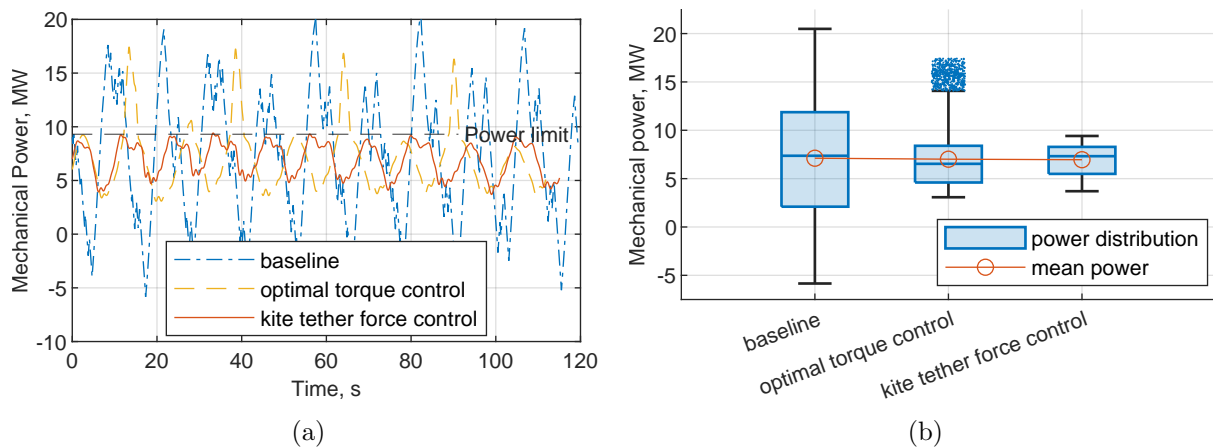 20
15
10
5
0
-5
-10
Mechanical Power, MW
Power limit
baseline
optimal torque control
kite tether force control
0 20 40 60 80 100 120
Time, s
(a)
20
15
10
5
0
-5
Mechanical power, MW
power distribution
mean power
baseline
optimal torque control
kite tether force control
(b)